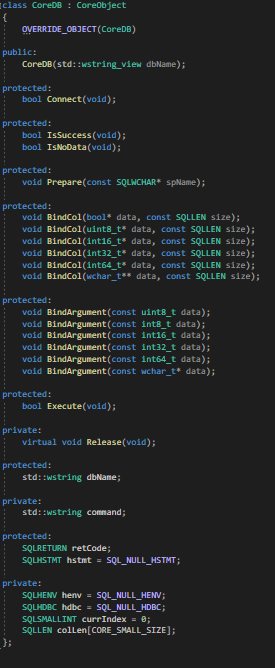 class CoreDB : CoreObject
{
OVERRIDE_OBJECT(CoreDB)
public:
CoreDB(std::wstring_view dbName);
protected:
bool Connect(void);
protected:
bool IsSuccess(void);
bool IsNoData(void);
protected:
void Prepare(const SQLWCHAR* spName);
protected:
void BindCol(bool* data, const SQLLEN size);
void BindCol(uint8_t* data, const SQLLEN size);
void BindCol(int16_t* data, const SQLLEN size);
void BindCol(int32_t* data, const SQLLEN size);
void BindCol(int64_t* data, const SQLLEN size);
void BindCol(wchar_t** data, const SQLLEN size);
protected:
void BindArgument(const uint8_t data);
void BindArgument(const int8_t data);
void BindArgument(const int16_t data);
void BindArgument(const int32_t data);
void BindArgument(const int64_t data);
void BindArgument(const wchar_t* data);
protected:
bool Execute(void);
private:
virtual void Release(void);
protected:
std::wstring dbName;
private:
std::wstring command;
protected:
SQLRETURN retCode;
SQLHSTMT hstmt = SQL_NULL_HSTMT;
private:
SQLHENV henv = SQL_NULL_HENV;
SQLHDBC hdbc = SQL_NULL_HDBC;
SQLSMALLINT currIndex = 0;
SQLLEN colLen[CORE_SMALL_SIZE];
};